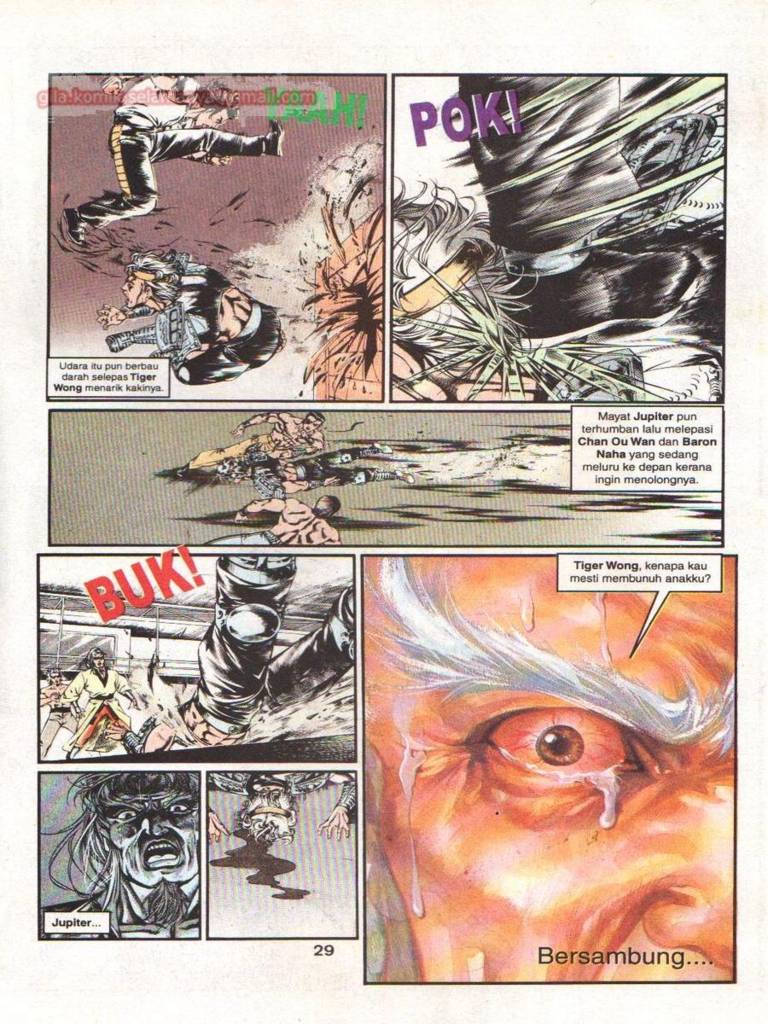 YAAH!
Udara itu pun berbau
darah selepas Tiger
Wong menarik kakinya.
POK!
Mayat Jupiter pun
terhumban lalu melepasi
Chan Ou Wan dan Baron
Naha yang sedang
meluru ke depan kerana
ingin menolongnya.
BUK!
Tiger Wong, kenapa kau
mesti membunuh anakku?
Jupiter...
Bersambung....
29